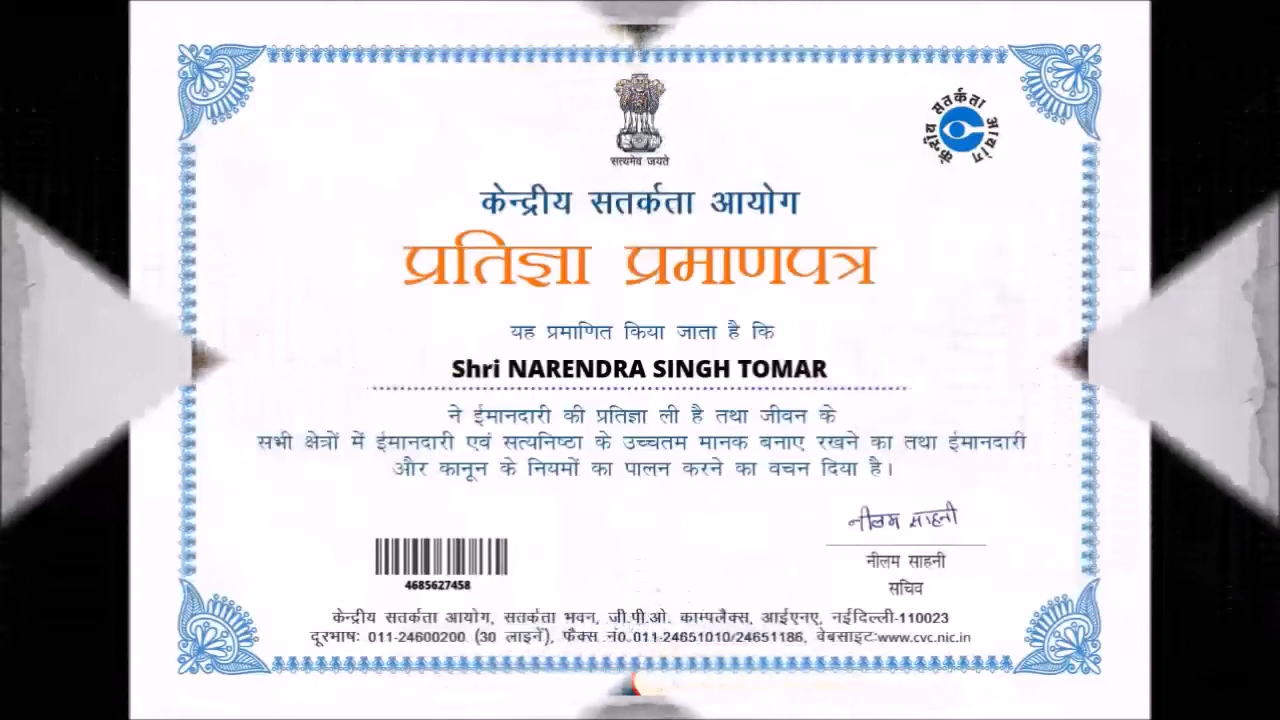 सत्यमेव जयते
केन्द्रीय सतर्कता आयोग
केन्द्रीय सतर्कता आयोग
प्रतिज्ञा प्रमाणपत्र
यह प्रमाणित किया जाता है कि
Shri NARENDRA SINGH TOMAR
ने ईमानदारी की प्रतिज्ञा ली है तथा जीवन के
सभी क्षेत्रों में ईमानदारी एवं सत्यनिष्ठा के उच्चतम मानक बनाए रखने का तथा ईमानदारी
और कानून के नियमों का पालन करने का वचन दिया है।
नीलम साहनी
नीलम साहनी
सचिव
4685627458
केन्द्रीय सतर्कता आयोग, सतर्कता भवन, जी.पी.ओ. काम्पलैक्स, आईएनए, नईदिल्ली-110023
दूरभाषः 011-24600200 (30 लाइनें), फैक्स नं0.011-24651010/24651186, वेबसाइटःwww.cvc.nic.in